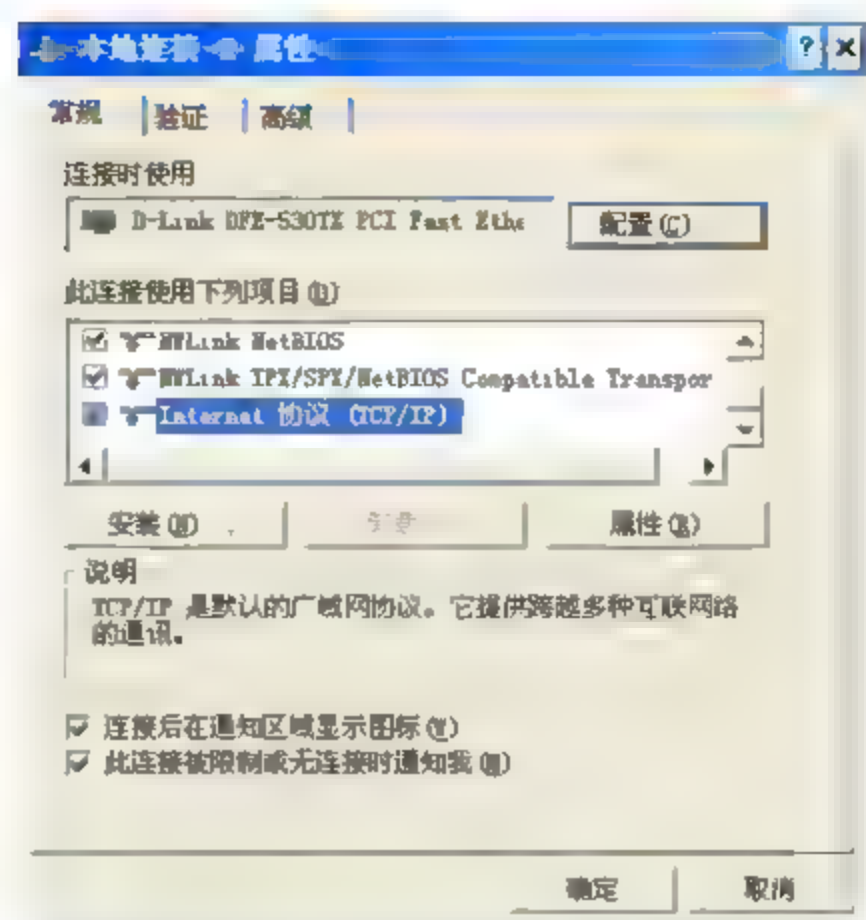 本地连接 属性
常规 验证 高级
连接时使用
D-Link DFE-530TX PCI Fast Ethe 配置(C)
此连接使用下列项目(O)
NWLink NetBIOS
NWLink IPX/SPX/NetBIOS Compatible Transpor
Internet 协议 (TCP/IP)
安装(N) 属性(R)
说明
TCP/IP 是默认的广域网协议。它提供跨越多种互联网络
的通讯。
连接后在通知区域显示图标(W)
此连接被限制或无连接时通知我(M)
确定 取消